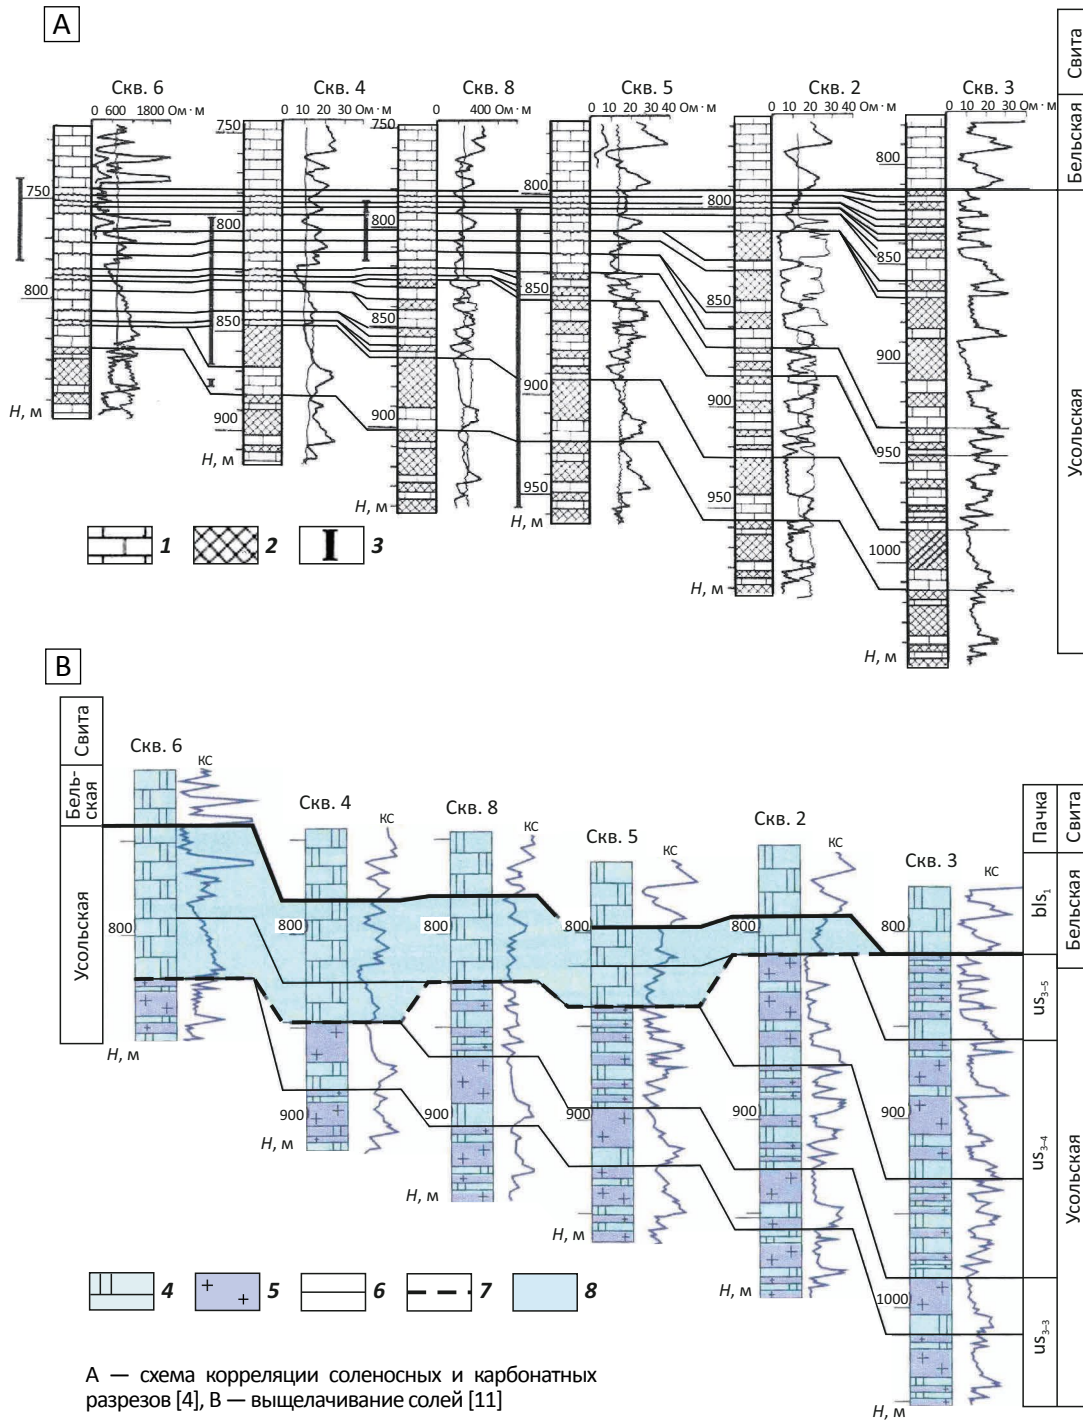 A
Свита
Бельская
Усольская
Скв. 6
Скв. 4
Скв. 8
Скв. 5
Скв. 2
Скв. 3
0 600 1800 Ом · м
0 10 20 30 Ом · м
0 400 Ом · м
0 10 20 30 40 Ом · м
0 10 20 30 40 Ом · м
0 10 20 30 Ом · м
750
800
Н, м
750
800
850
900
Н, м
750
800
850
900
Н, м
800
850
900
950
Н, м
800
850
900
950
Н, м
800
850
900
950
1000
Н, м
1
2
3
B
Свита
Бель-
ская
Усольская
Скв. 6
КС
800
Н, м
Скв. 4
КС
800
900
Н, м
Скв. 8
КС
800
900
Н, м
Скв. 5
КС
800
900
Н, м
Скв. 2
КС
800
900
Н, м
Скв. 3
КС
800
900
1000
Н, м
Пачка
Свита
bls₁
Бельская
us₃₋₅
us₃₋₄
us₃₋₃
Усольская
4
5
6
7
8
А — схема корреляции соленосных и карбонатных
разрезов [4], В — выщелачивание солей [11]